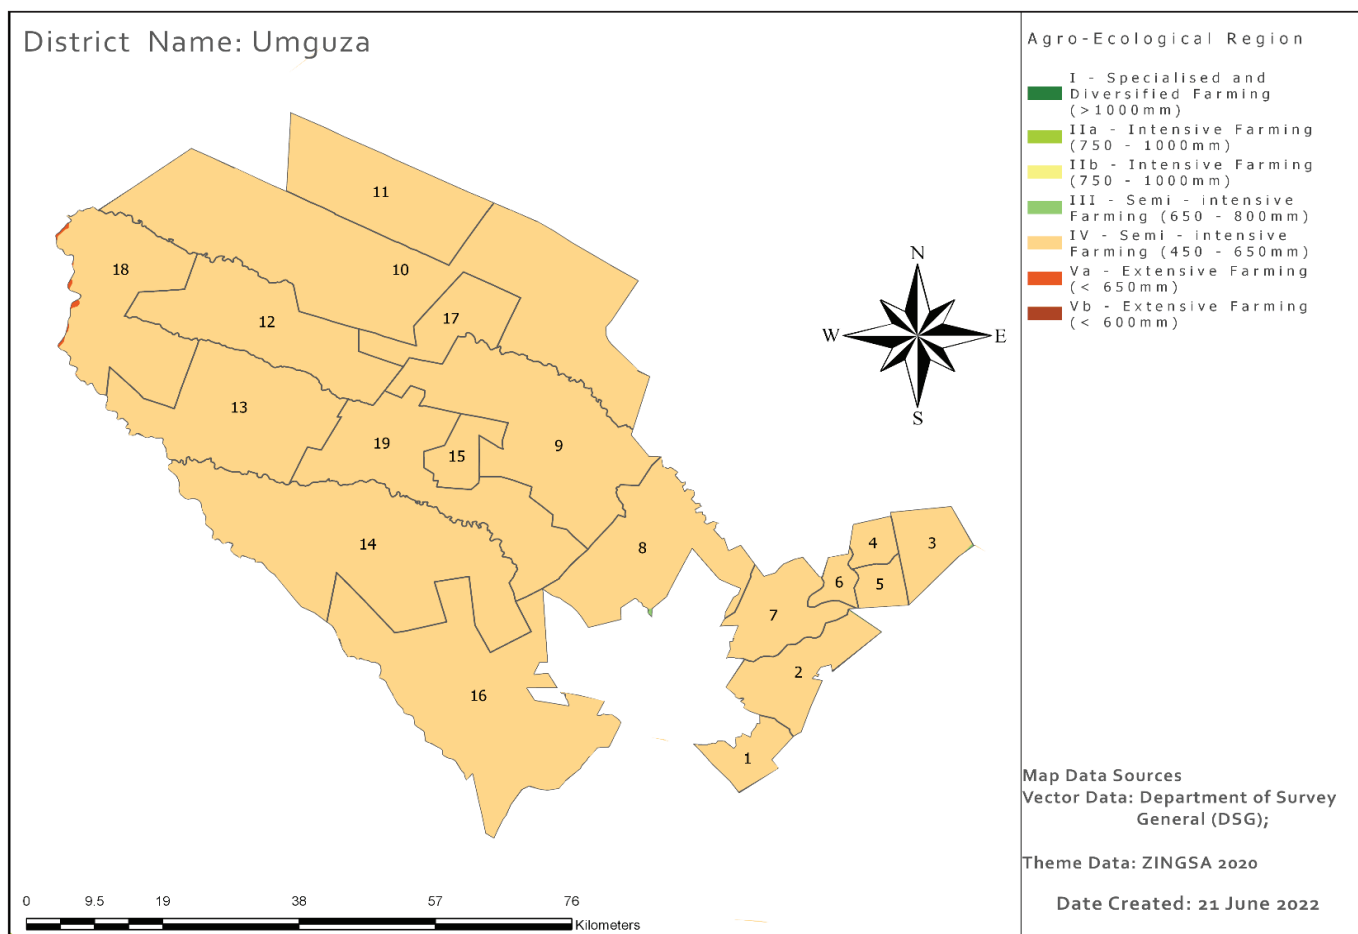 District Name: Umguza
Agro-Ecological Region
I - Specialised and
Diversified Farming
(>1000mm)
IIa - Intensive Farming
(750 - 1000mm)
IIb - Intensive Farming
(750 - 1000mm)
III - Semi - intensive
Farming (650 - 800mm)
IV - Semi - intensive
Farming (450 - 650mm)
Va - Extensive Farming
(< 650mm)
Vb - Extensive Farming
(< 600mm)
11
18
10
12
17
13
19
15
9
14
8
4
3
6
5
7
2
16
1
N
W
E
S
Map Data Sources
Vector Data: Department of Survey
General (DSG);
Theme Data: ZINGSA 2020
Date Created: 21 June 2022
0 9.5 19 38 57 76
Kilometers